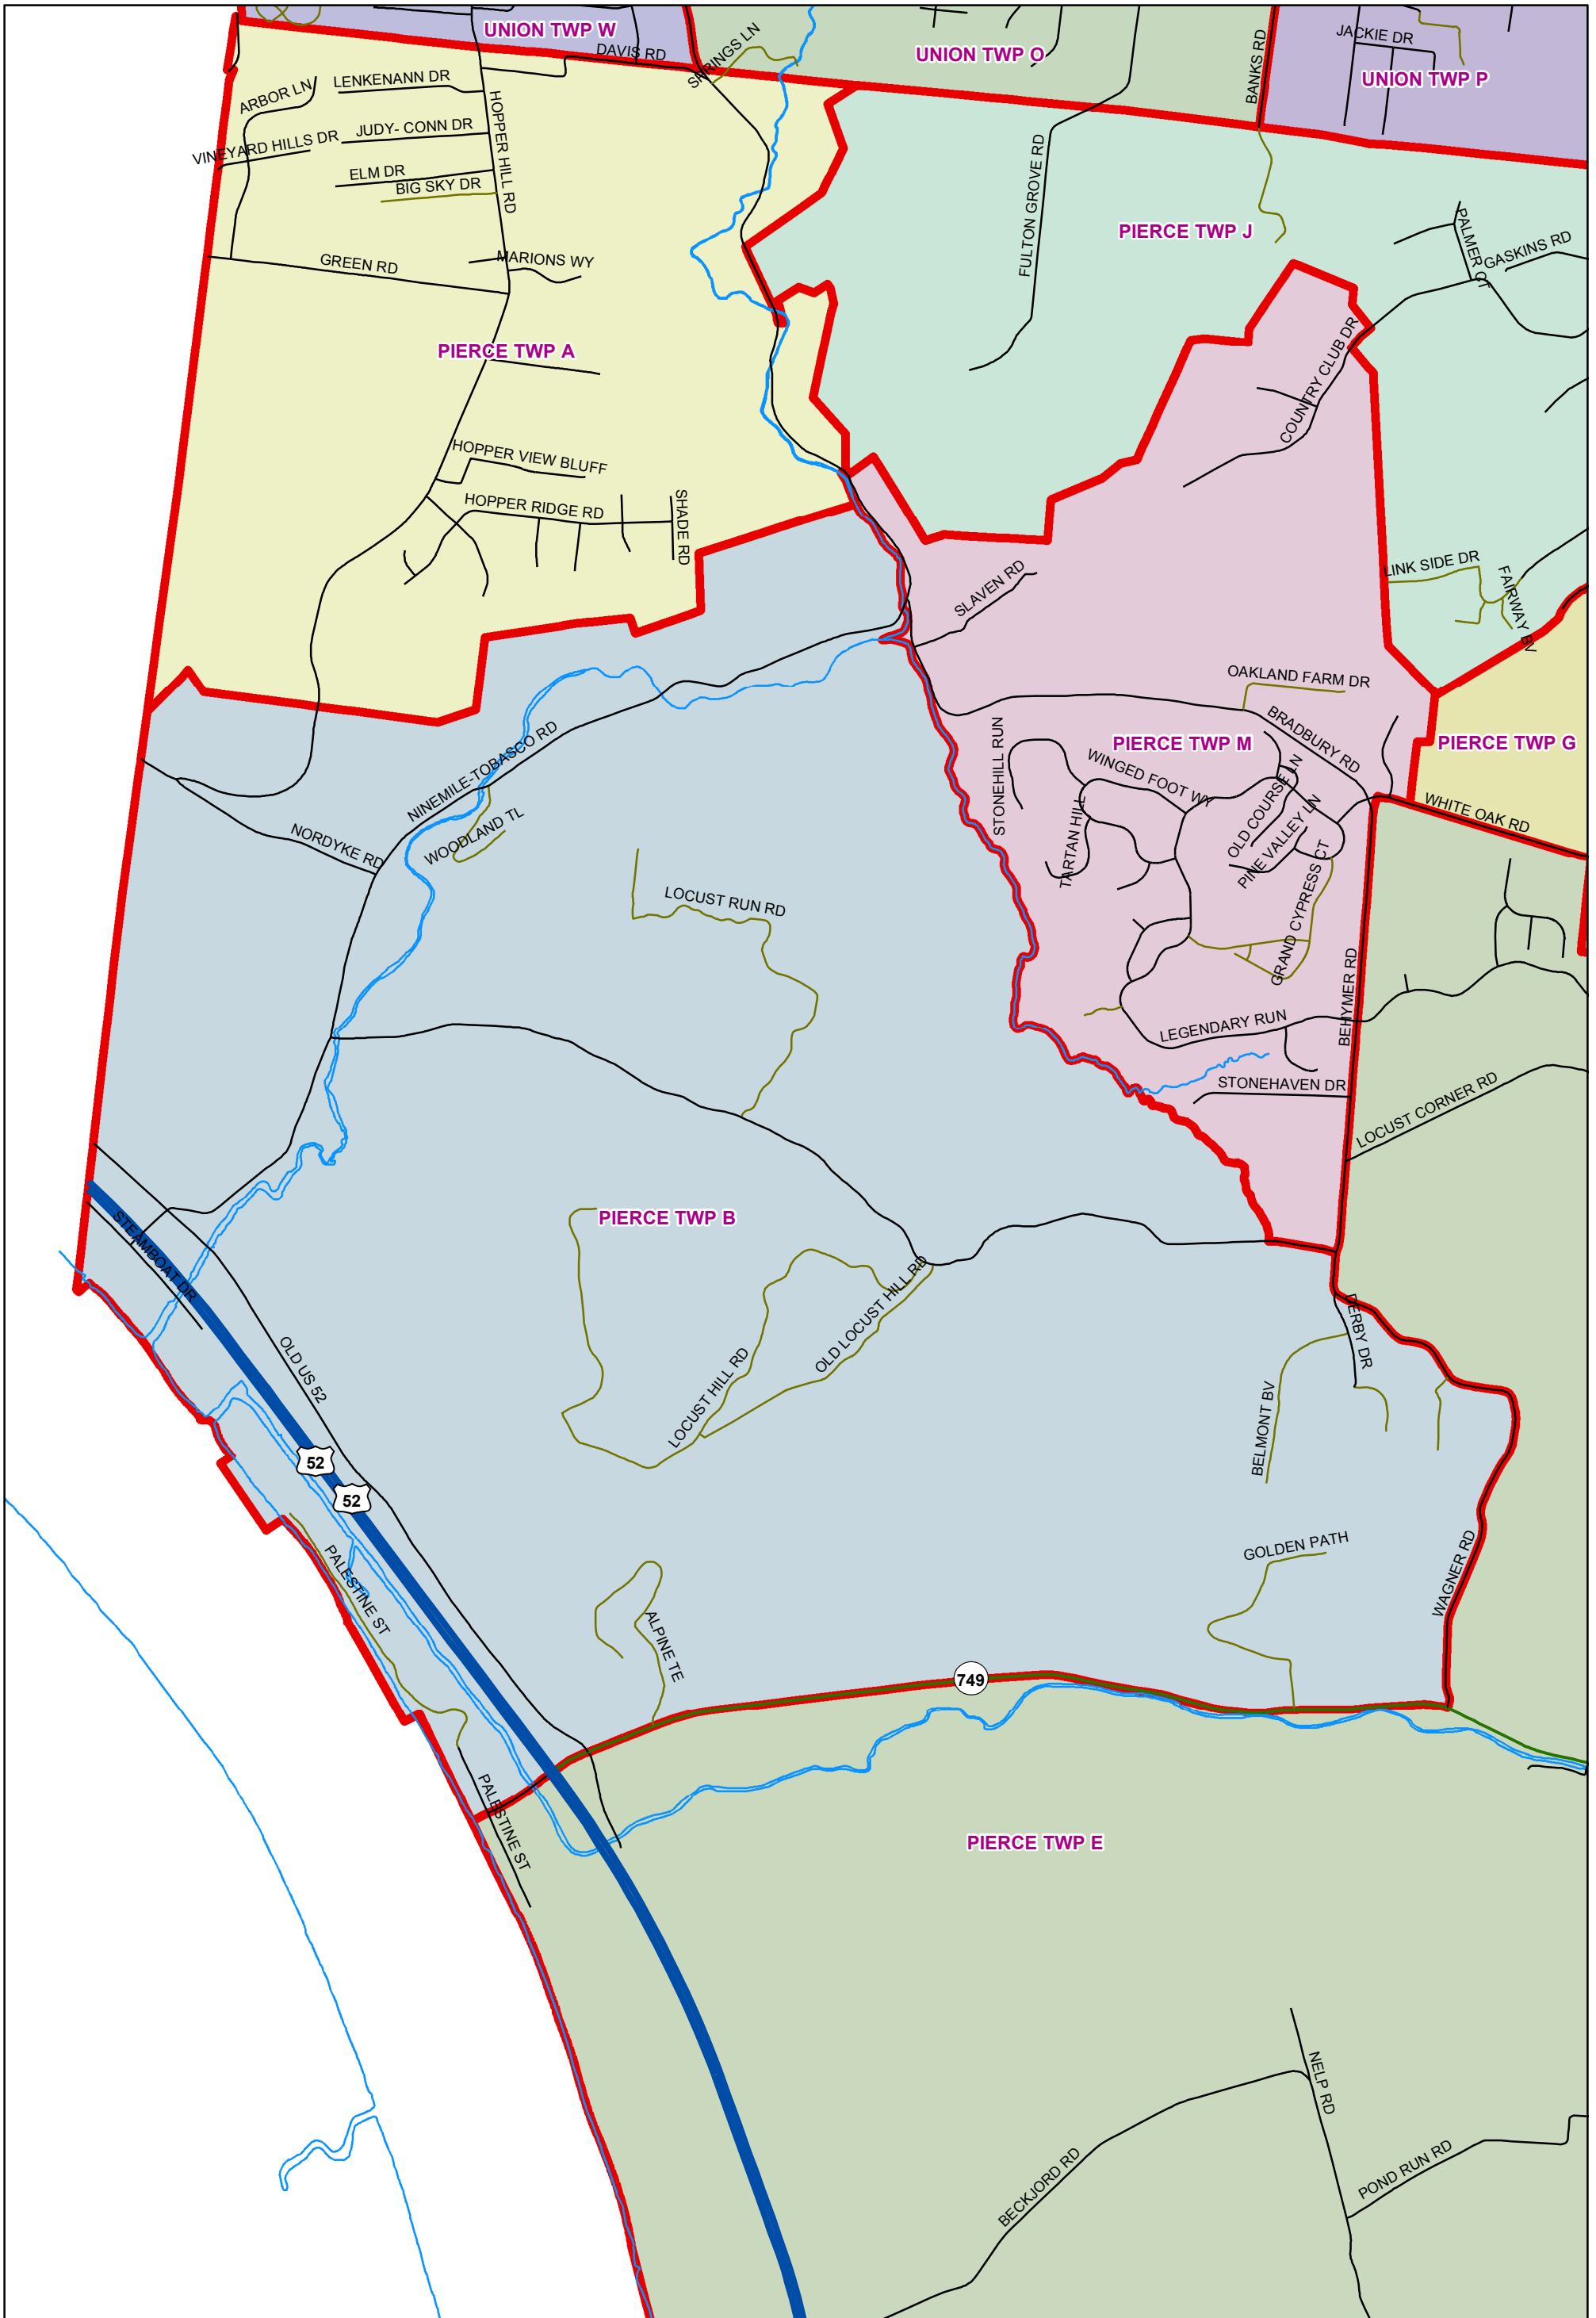 UNION TWP W
DAVIS RD
SPRINGS LN
UNION TWP O
BANKS RD
JACKIE DR
UNION TWP P
ARBOR LN
LENKENANN DR
HOPPER HILL RD
VINEYARD HILLS DR
JUDY- CONN DR
ELM DR
BIG SKY DR
FULTON GROVE RD
PIERCE TWP J
PALMER CT
GASKINS RD
GREEN RD
MARIONS WY
PIERCE TWP A
COUNTRY CLUB DR
HOPPER VIEW BLUFF
HOPPER RIDGE RD
SHADE RD
SLAVEN RD
LINK SIDE DR
FAIRWAY BV
OAKLAND FARM DR
BRADBURY RD
STONEHILL RUN
PIERCE TWP M
PIERCE TWP G
NINEMILE-TOBASCO RD
WINGED FOOT WY
OLD COURSE LN
WHITE OAK RD
NORDYKE RD
WOODLAND TL
TARTAN HILL
PINE VALLEY LN
GRAND CYPRESS CT
LOCUST RUN RD
BEHYMER RD
LEGENDARY RUN
STONEHAVEN DR
LOCUST CORNER RD
STEAMBOAT DR
PIERCE TWP B
OLD US 52
LOCUST HILL RD
OLD LOCUST HILL RD
DERBY DR
BELMONT BV
52
52
PALESTINE ST
GOLDEN PATH
WAGNER RD
ALPINE TE
749
PALESTINE ST
PIERCE TWP E
NELP RD
BECKJORD RD
POND RUN RD